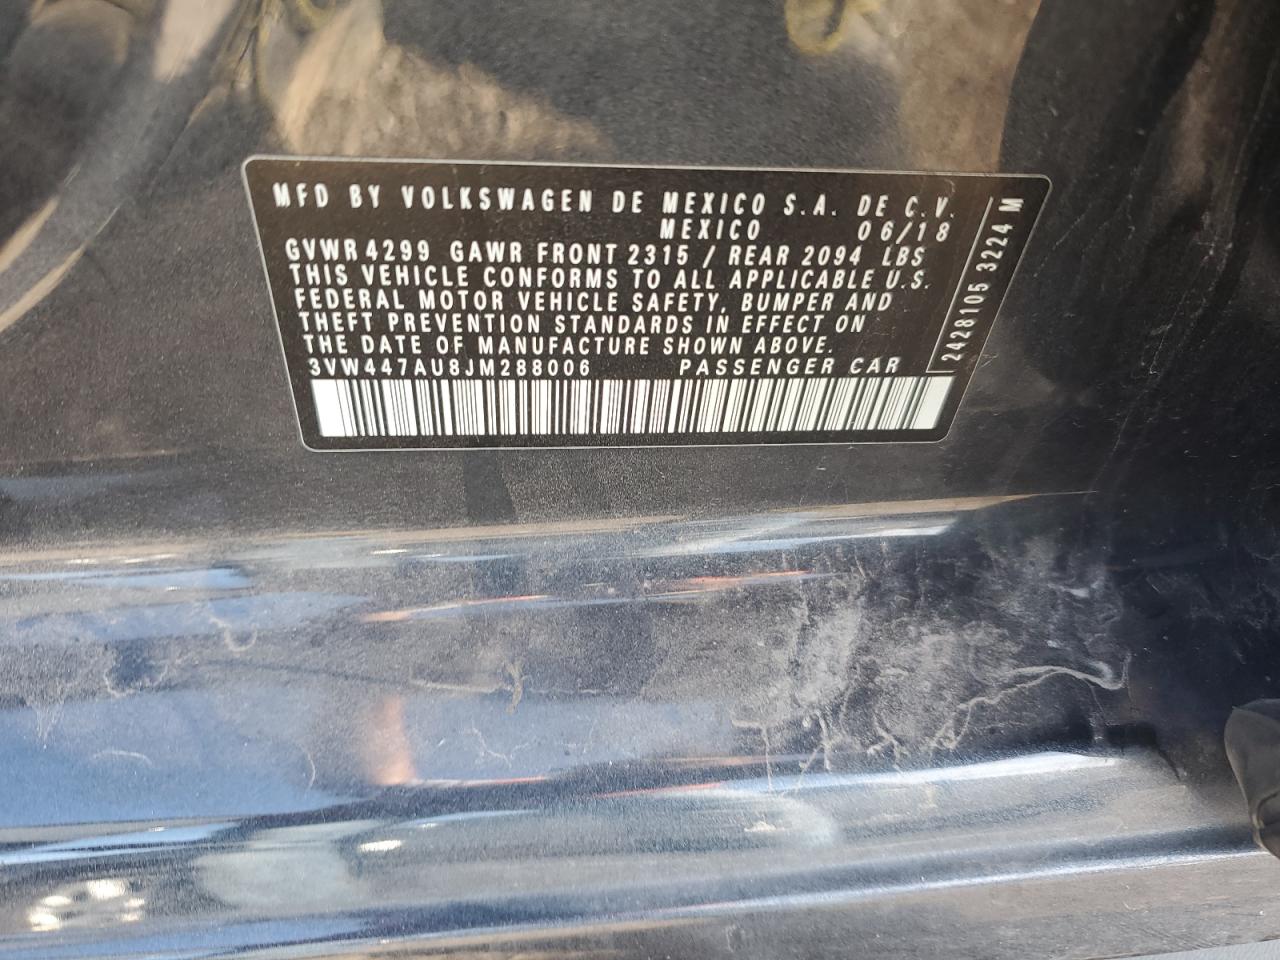 MFD BY VOLKSWAGEN DE MEXICO S.A. DE C.V.
MEXICO 06/18
GVWR 4299 GAWR FRONT 2315 / REAR 2094 LBS
THIS VEHICLE CONFORMS TO ALL APPLICABLE U.S.
FEDERAL MOTOR VEHICLE SAFETY, BUMPER AND
THEFT PREVENTION STANDARDS IN EFFECT ON
THE DATE OF MANUFACTURE SHOWN ABOVE.
3VW447AU8JM288006 PASSENGER CAR
2428105 3224 M